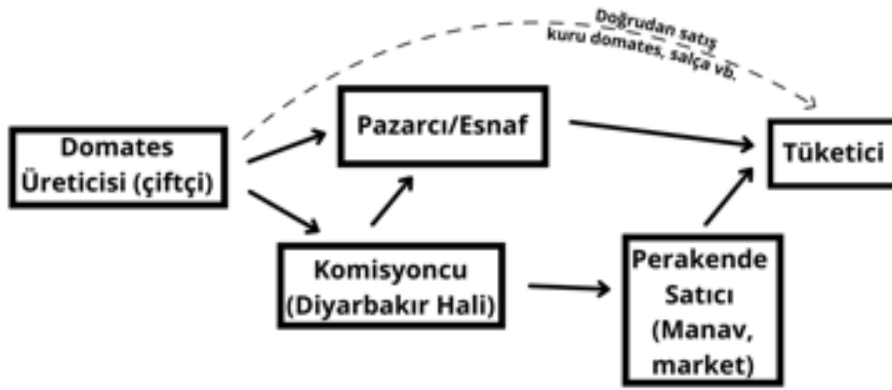 Doğrudan satış
kuru domates, salça vb.
Pazarcı/Esnaf
Domates
Üreticisi (çiftçi)
Tüketici
Komisyoncu
(Diyarbakır Hali)
Perakende
Satıcı
(Manav,
market)